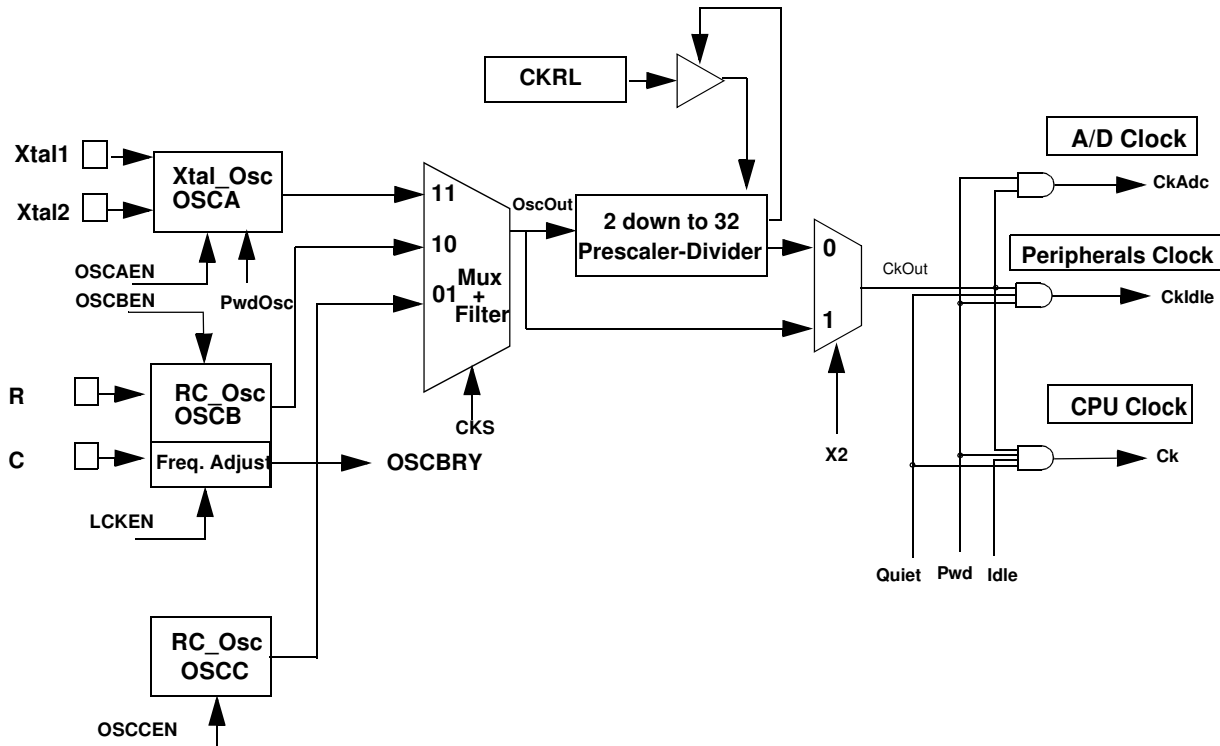 CKRL
A/D Clock
Xtal1
Xtal_Osc
OSCA
CkAdc
11
OscOut
Xtal2
2 down to 32
Prescaler-Divider
10
0
CkOut
Peripherals Clock
OSCAEN
OSCBEN
PwdOsc
01
Mux
+
Filter
1
CkIdle
R
RC_Osc
OSCB
CKS
CPU Clock
C
Freq. Adjust
OSCBRY
X2
Ck
LCKEN
Quiet
Pwd
Idle
RC_Osc
OSCC
OSCCEN